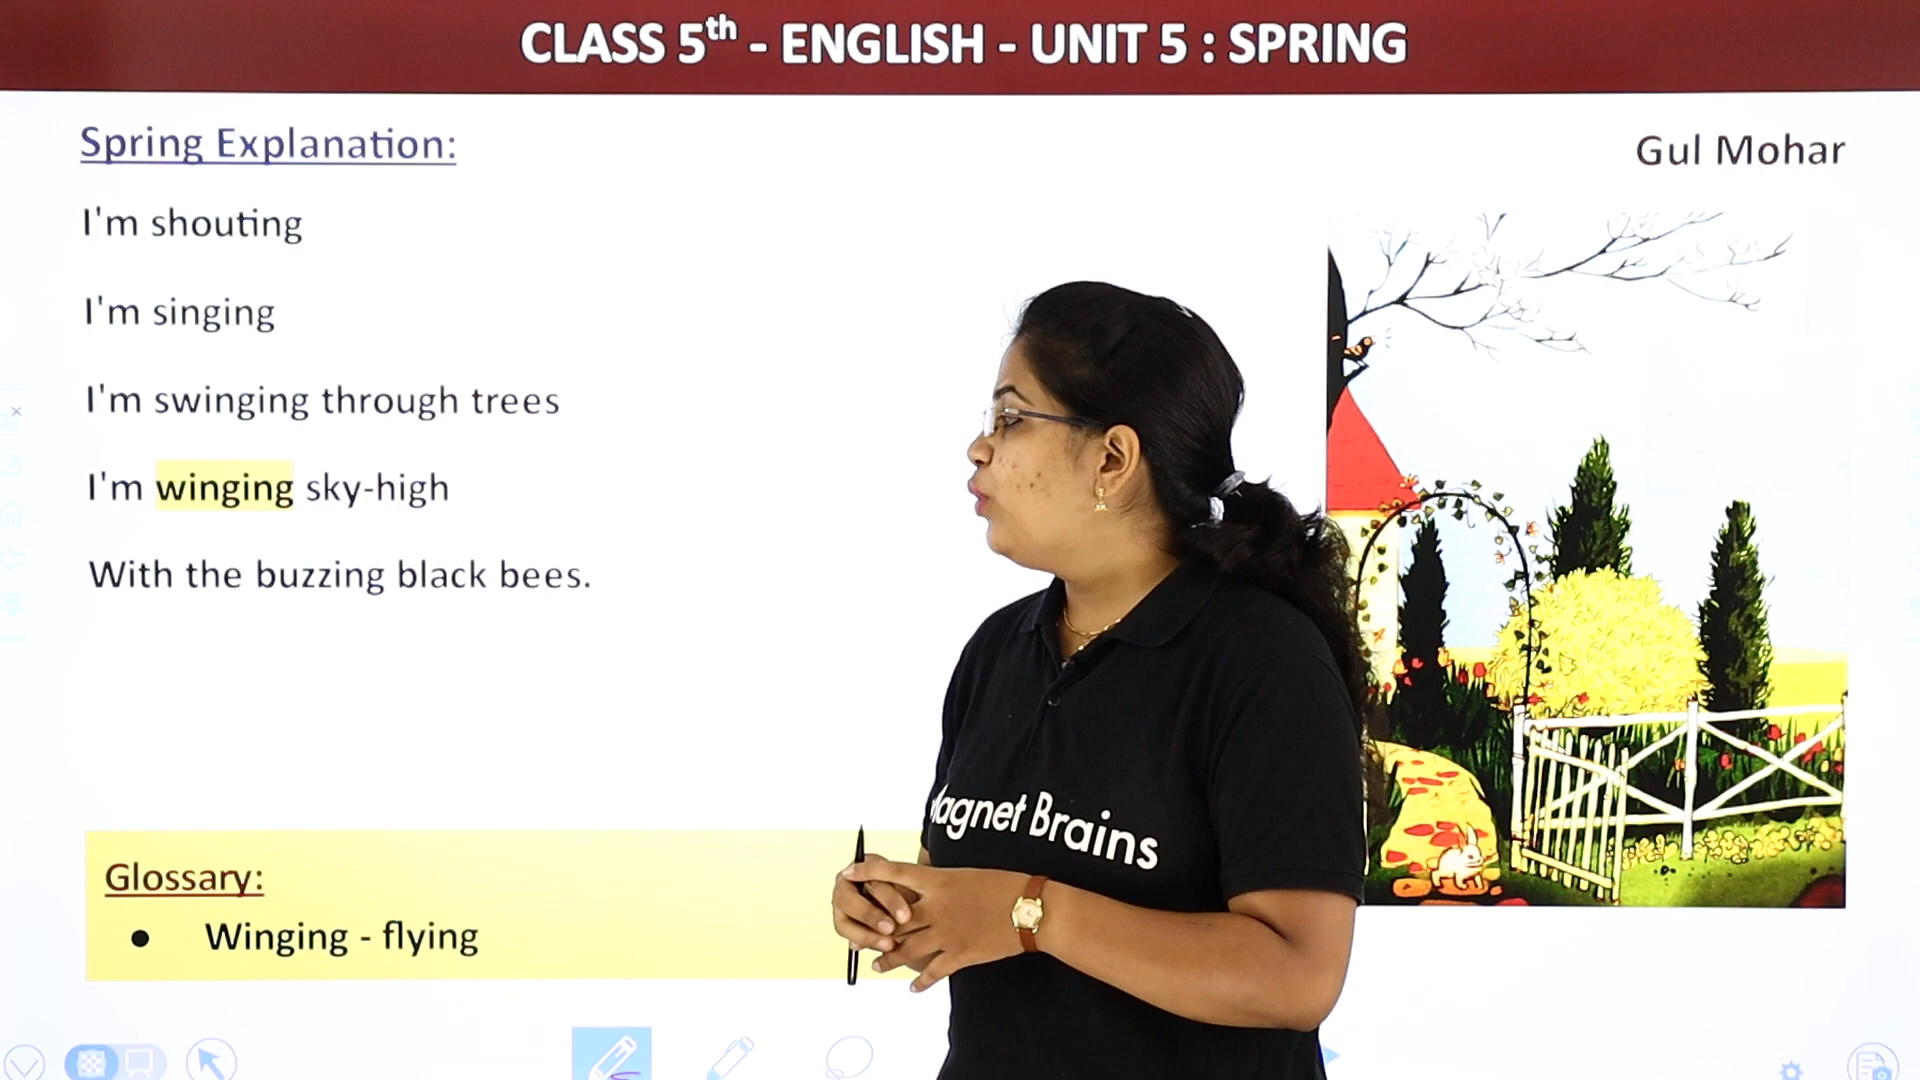 CLASS 5th - ENGLISH - UNIT 5 : SPRING
Spring Explanation:
Gul Mohar
I'm shouting
I'm singing
I'm swinging through trees
I'm winging sky-high
With the buzzing black bees.
Glossary:
● Winging - flying
Magnet Brains